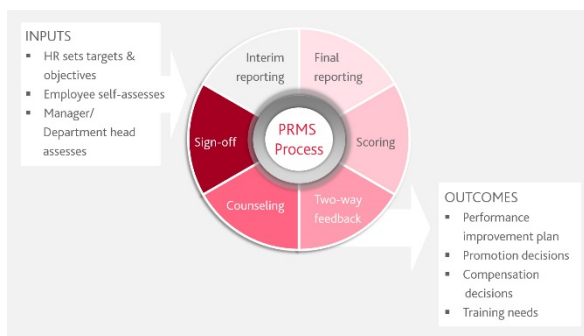 INPUTS
▪ HR sets targets &
objectives
▪ Employee self-assesses
▪ Manager/
Department head
assesses
Interim
reporting
Final
reporting
Sign-off
PRMS
Process
Scoring
Counseling
Two-way
feedback
OUTCOMES
▪ Performance
improvement plan
▪ Promotion decisions
▪ Compensation
decisions
▪ Training needs